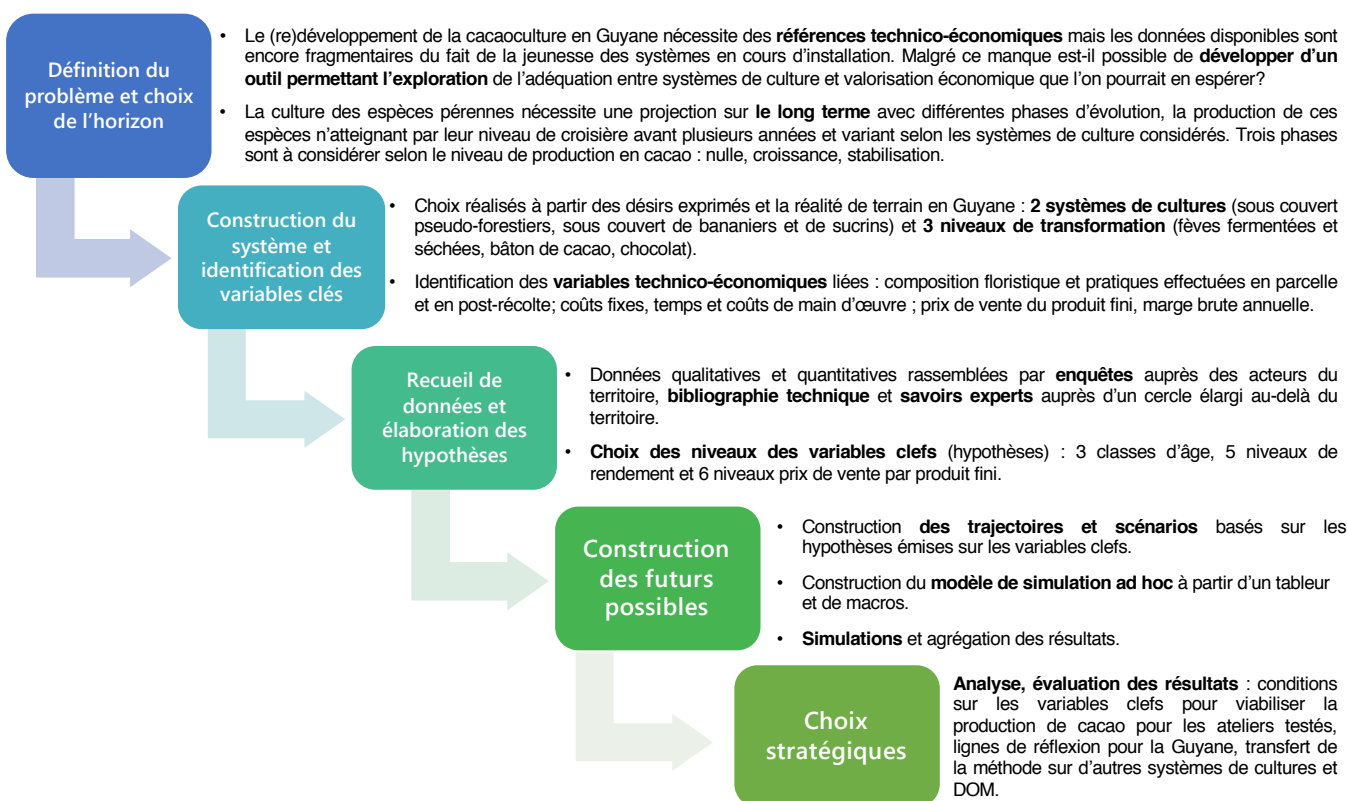 Définition du
problème et choix
de l'horizon
• Le (re)développement de la cacaoculture en Guyane nécessite des références technico-économiques mais les données disponibles sont
encore fragmentaires du fait de la jeunesse des systèmes en cours d'installation. Malgré ce manque est-il possible de développer d'un
outil permettant l'exploration de l'adéquation entre systèmes de culture et valorisation économique que l'on pourrait en espérer?
• La culture des espèces pérennes nécessite une projection sur le long terme avec différentes phases d'évolution, la production de ces
espèces n'atteignant par leur niveau de croisière avant plusieurs années et variant selon les systèmes de culture considérés. Trois phases
sont à considérer selon le niveau de production en cacao : nulle, croissance, stabilisation.
Construction du
système et
identification des
variables clés
• Choix réalisés à partir des désirs exprimés et la réalité de terrain en Guyane : 2 systèmes de cultures (sous couvert
pseudo-forestiers, sous couvert de bananiers et de sucrins) et 3 niveaux de transformation (fèves fermentées et
séchées, bâton de cacao, chocolat).
• Identification des variables technico-économiques liées : composition floristique et pratiques effectuées en parcelle
et en post-récolte; coûts fixes, temps et coûts de main d'œuvre ; prix de vente du produit fini, marge brute annuelle.
Recueil de
données et
élaboration des
hypothèses
• Données qualitatives et quantitatives rassemblées par enquêtes auprès des acteurs du
territoire, bibliographie technique et savoirs experts auprès d'un cercle élargi au-delà du
territoire.
• Choix des niveaux des variables clefs (hypothèses) : 3 classes d'âge, 5 niveaux de
rendement et 6 niveaux prix de vente par produit fini.
Construction
des futurs
possibles
• Construction des trajectoires et scénarios basés sur les
hypothèses émises sur les variables clefs.
• Construction du modèle de simulation ad hoc à partir d'un tableur
et de macros.
• Simulations et agrégation des résultats.
Choix
stratégiques
Analyse, évaluation des résultats : conditions
sur les variables clefs pour viabiliser la
production de cacao pour les ateliers testés,
lignes de réflexion pour la Guyane, transfert de
la méthode sur d'autres systèmes de cultures et
DOM.